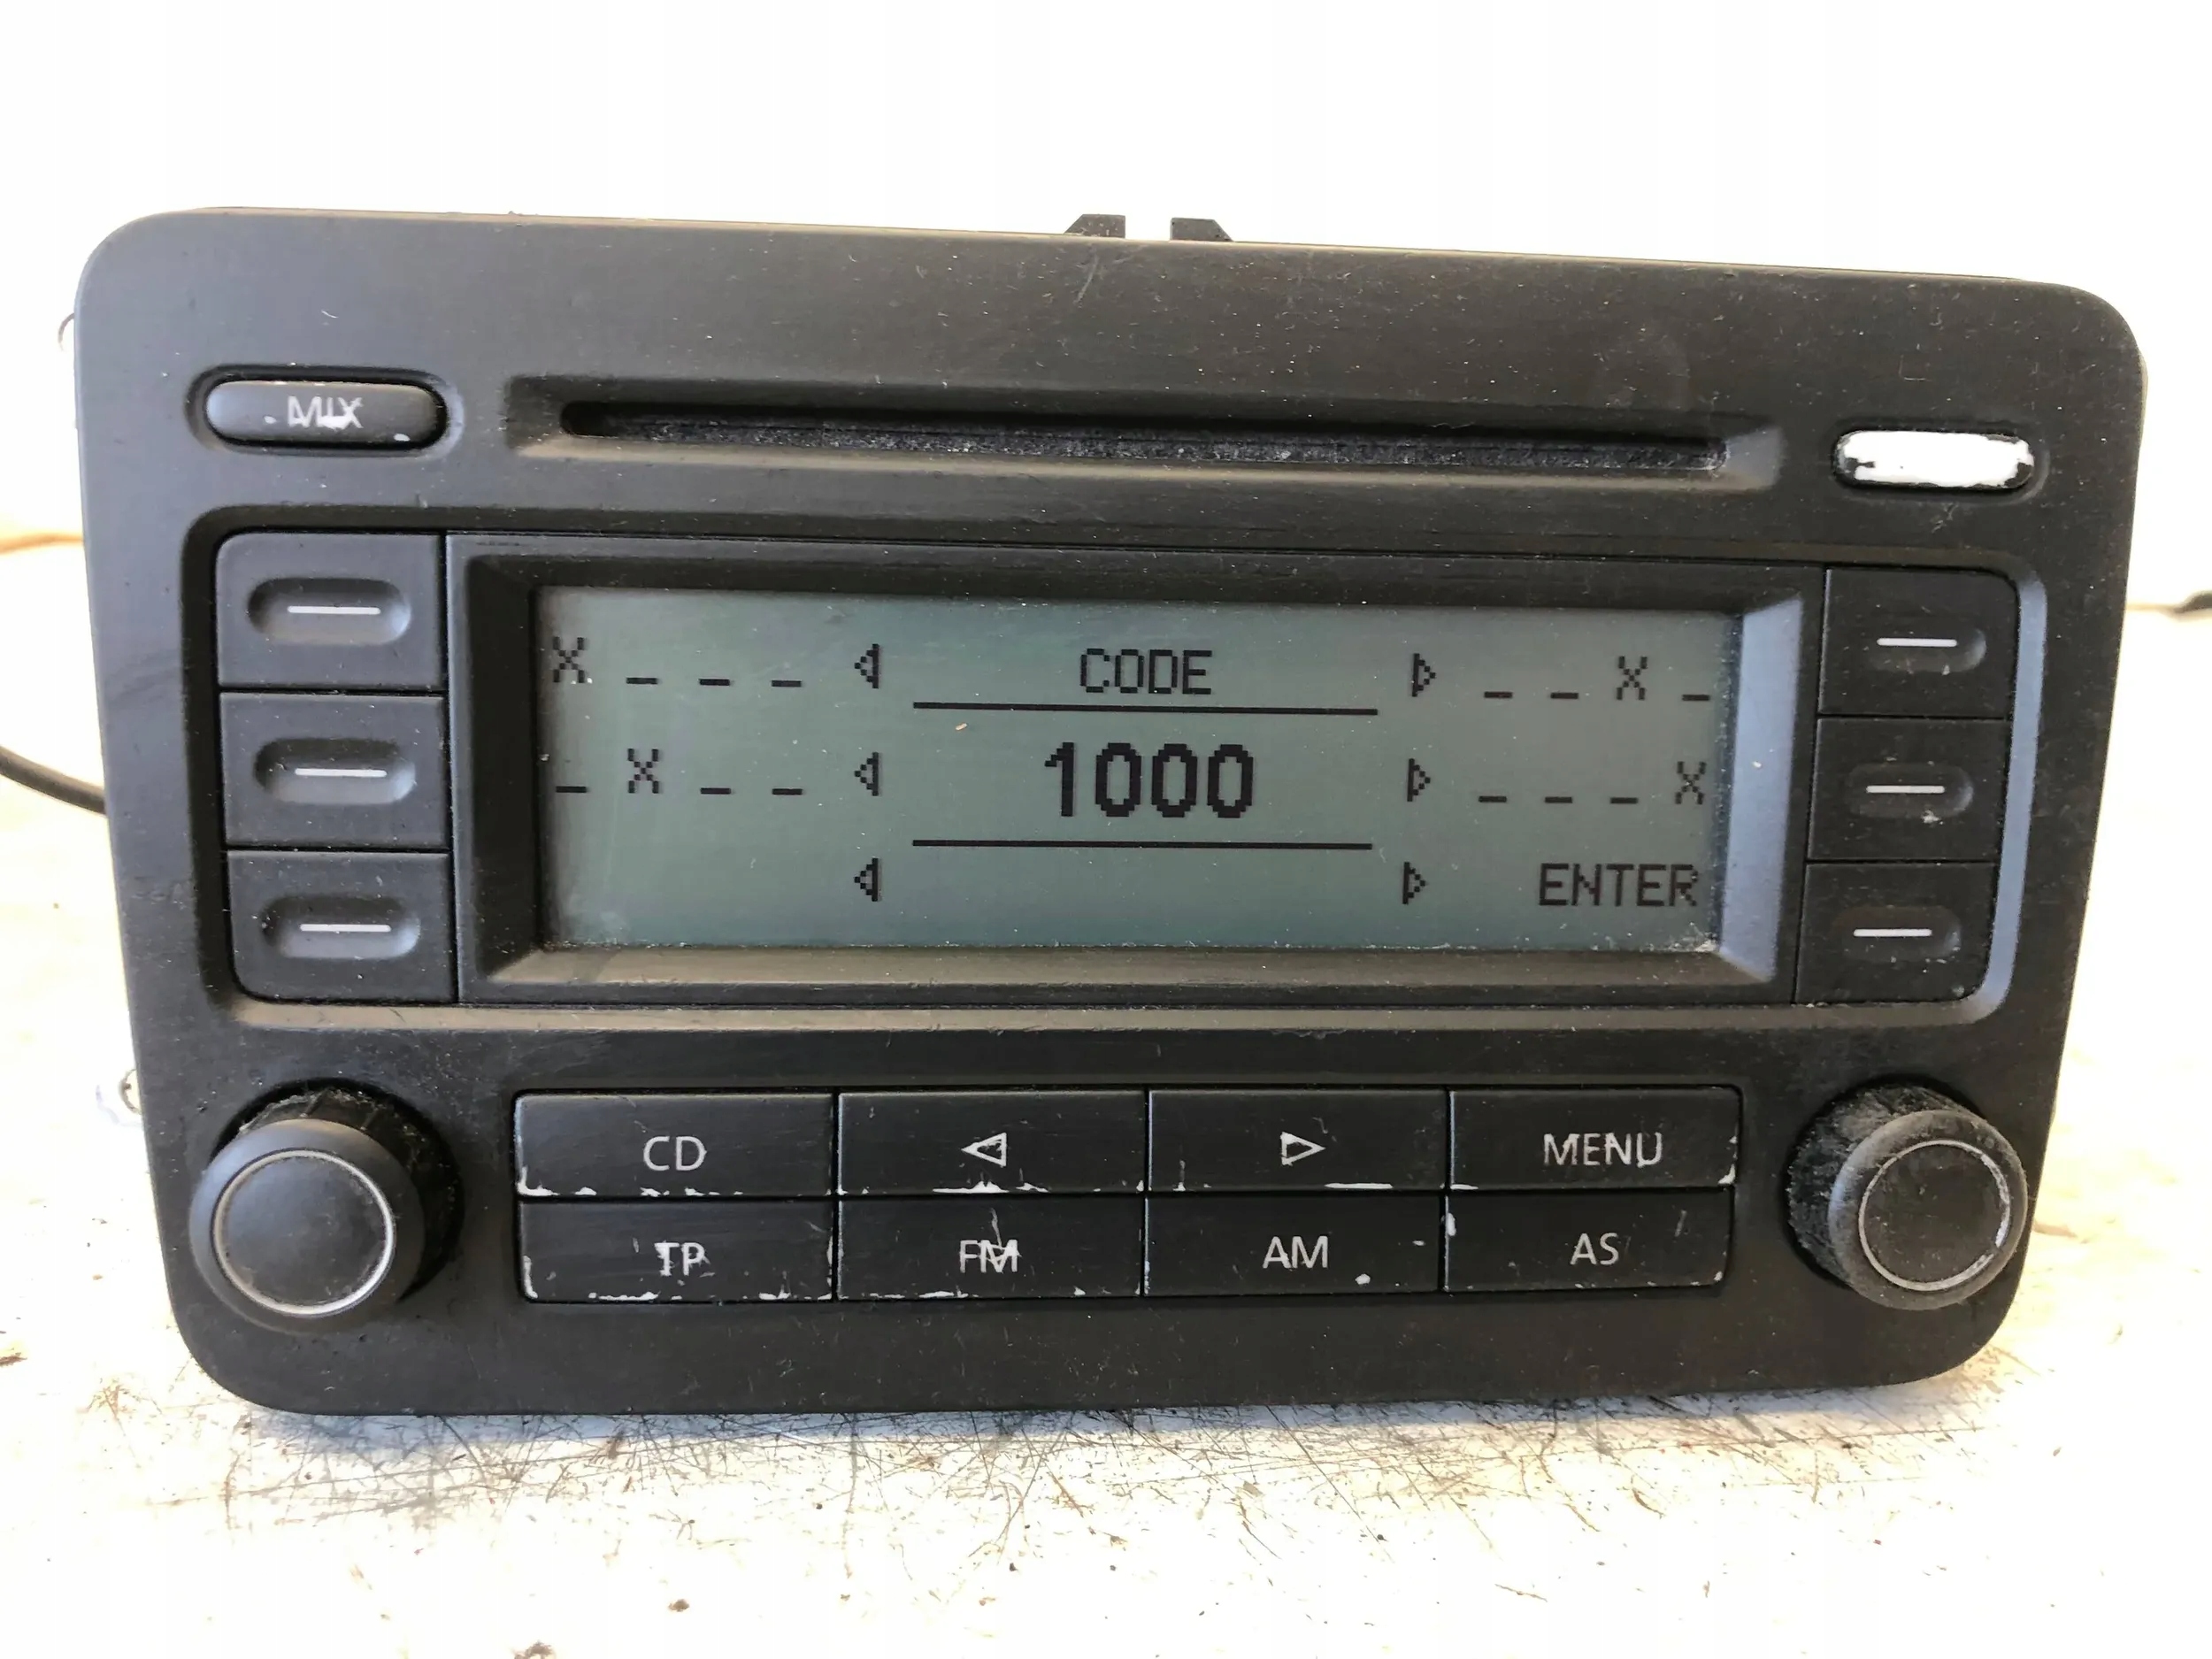 MIX
X _ _ _ ◁ CODE ▷ _ _ X _
_ X _ _ ◁ 1000 ▷ _ _ _ X
◁ ▷ ENTER
CD ◁ ▷ MENU
TP FM AM AS